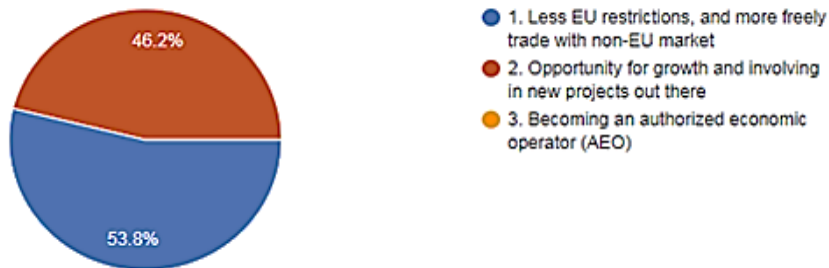 46.2%
53.8%
1. Less EU restrictions, and more freely
trade with non-EU market
2. Opportunity for growth and involving
in new projects out there
3. Becoming an authorized economic
operator (AEO)